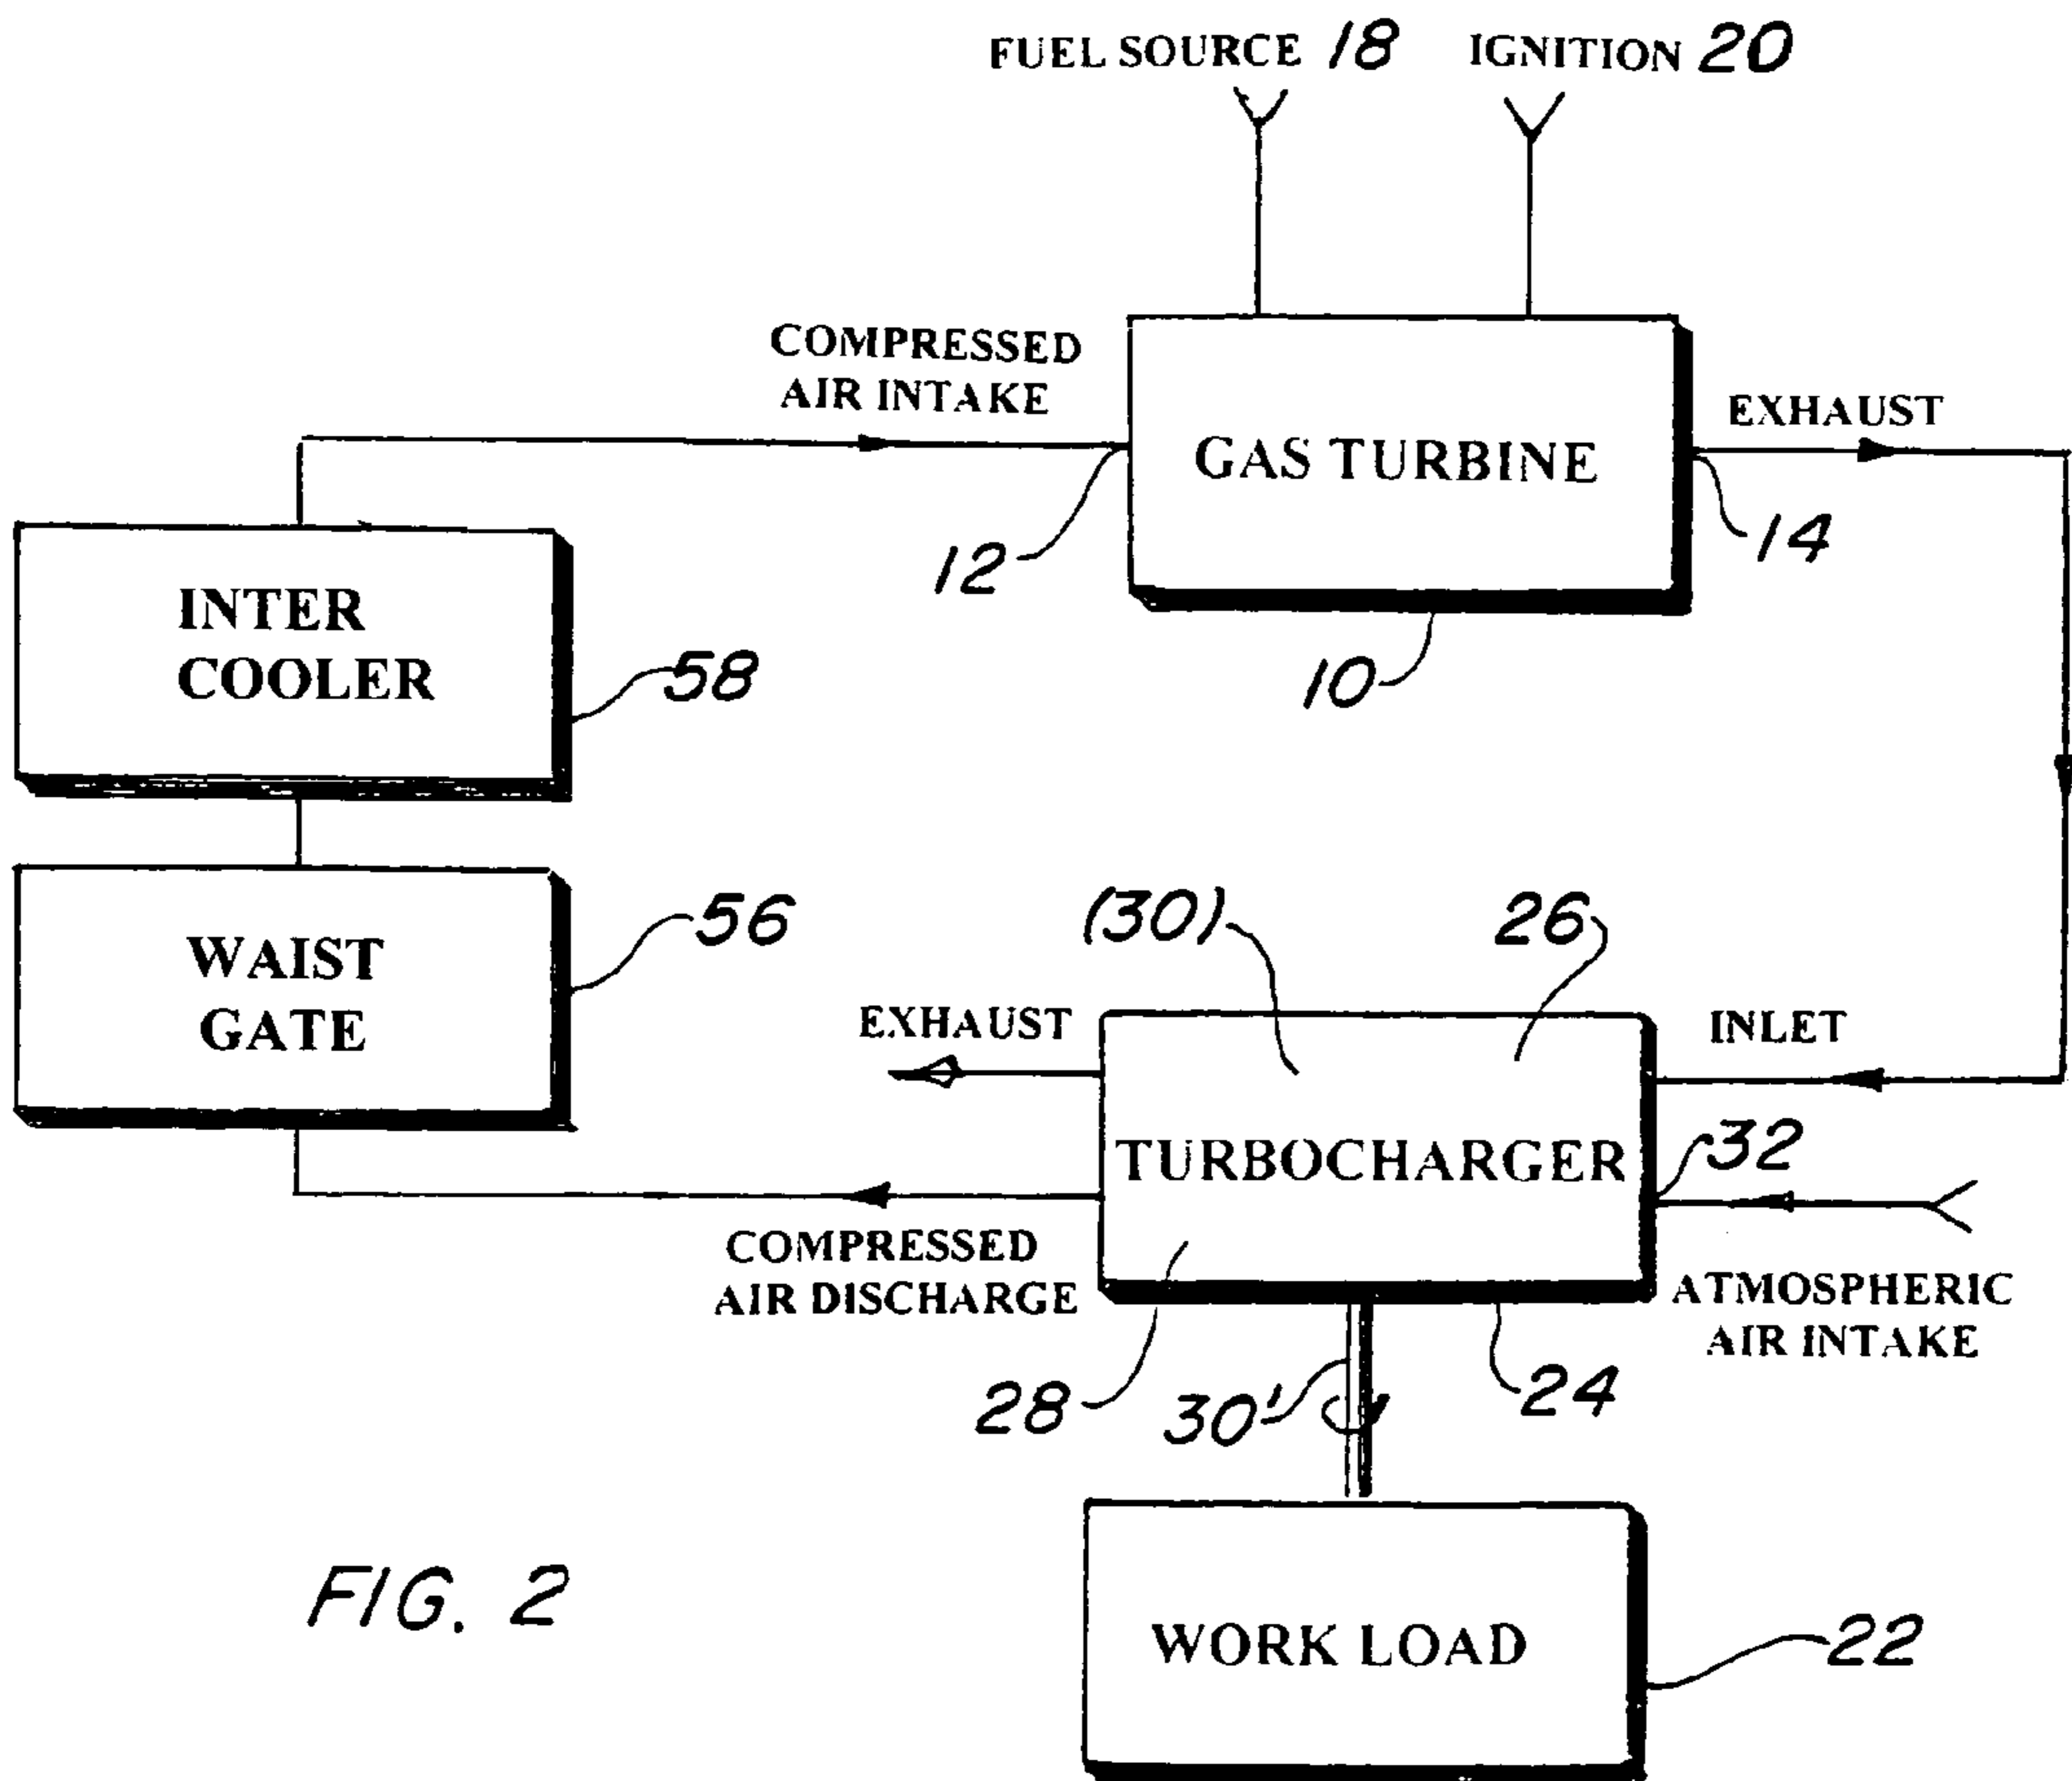 FUEL SOURCE 18 IGNITION 20
COMPRESSED
AIR INTAKE
EXHAUST
GAS TURBINE
12
14
10
INTER
COOLER
58
WAIST
GATE
56
(30)
26
EXHAUST
INLET
TURBOCHARGER
32
COMPRESSED
AIR DISCHARGE
ATMOSPHERIC
AIR INTAKE
28
30'
24
WORK LOAD
22
FIG. 2